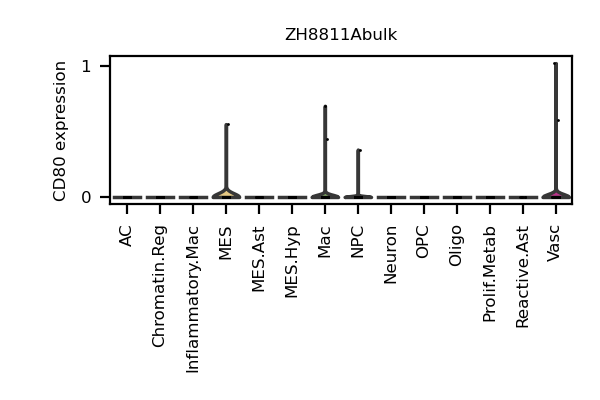 ZH8811Abulk
CD80 expression
1
0
AC
Chromatin.Reg
Inflammatory.Mac
MES
MES.Ast
MES.Hyp
Mac
NPC
Neuron
OPC
Oligo
Prolif.Metab
Reactive.Ast
Vasc